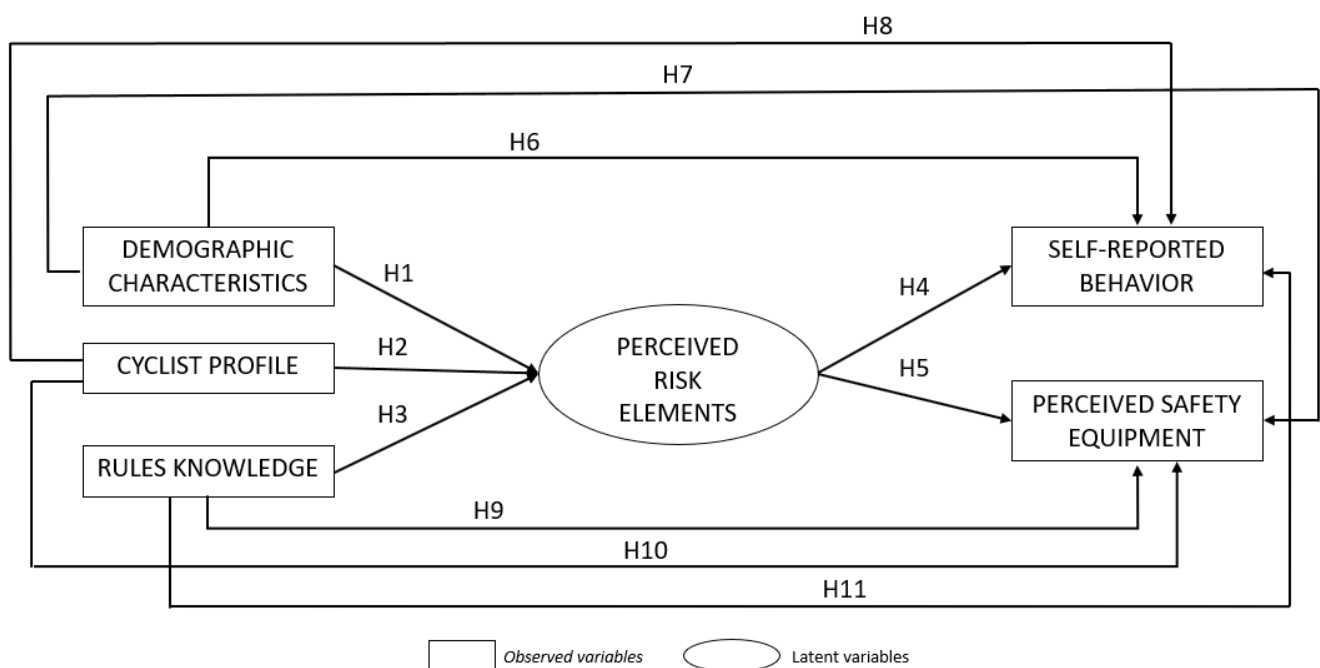 H8
H7
H6
DEMOGRAPHIC
CHARACTERISTICS
H1
SELF-REPORTED
BEHAVIOR
H4
CYCLIST PROFILE
H2
PERCEIVED
RISK
ELEMENTS
H5
H3
PERCEIVED SAFETY
EQUIPMENT
RULES KNOWLEDGE
H9
H10
H11
Observed variables
Latent variables